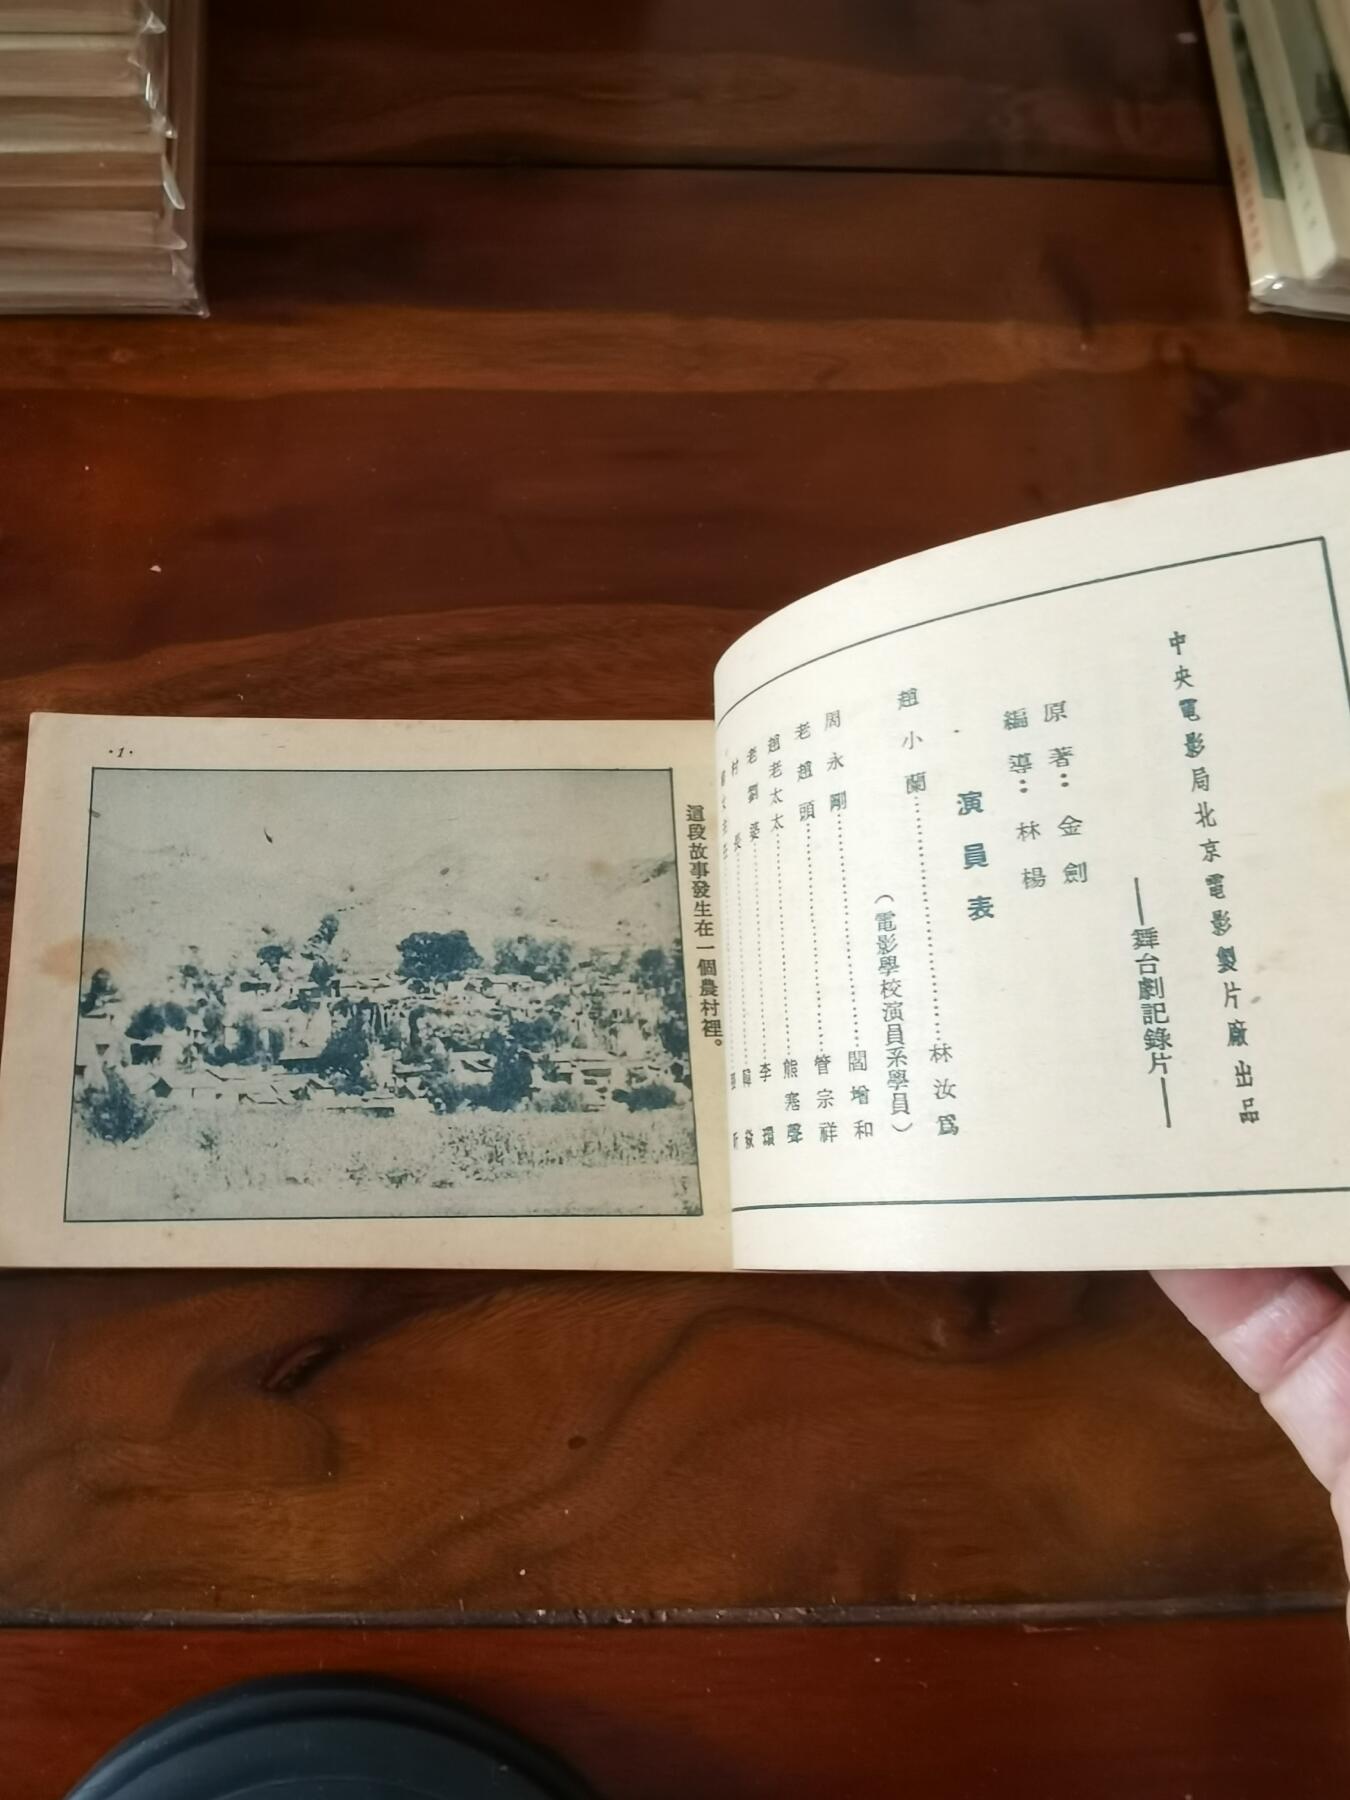 中央電影局北京電影製片廠出品
——舞台劇記錄片——
原著：金劍
編導：林楊
演員表
趙小蘭……林汝為
（電影學校演員系學員）
周永剛……閻增和
老趙頭……管宗祥
趙老太太……熊塞聲
老劉婆……李環
村長
這段故事發生在一個農村裡。
·1·